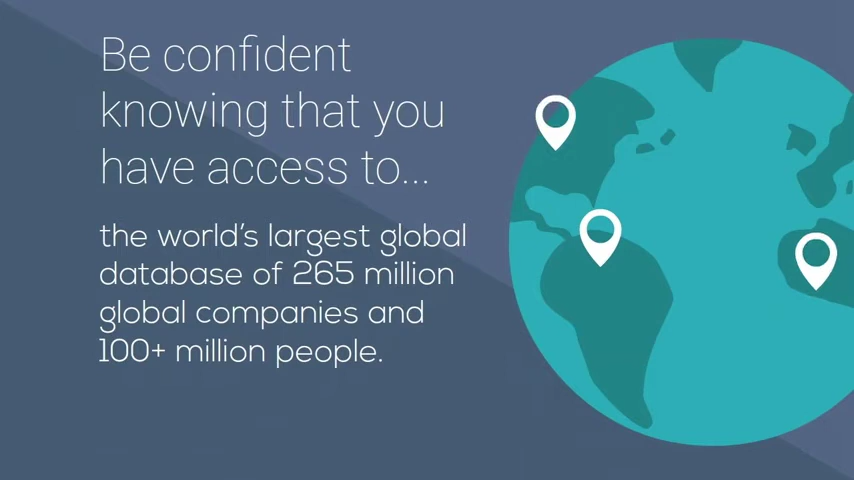 Be confident
knowing that you
have access to...
the world's largest global
database of 265 million
global companies and
100+ million people.